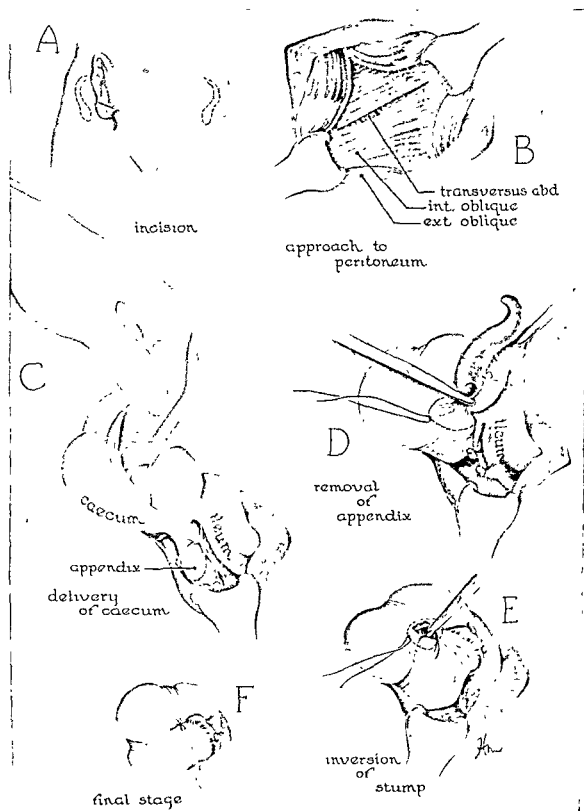 A
incision
B
transversus abd
int. oblique
ext oblique
approach to
peritoneum
C
caecum
ileum
appendix
delivery
of caecum
D
ileum
removal
of
appendix
E
inversion
of
stump
F
final stage